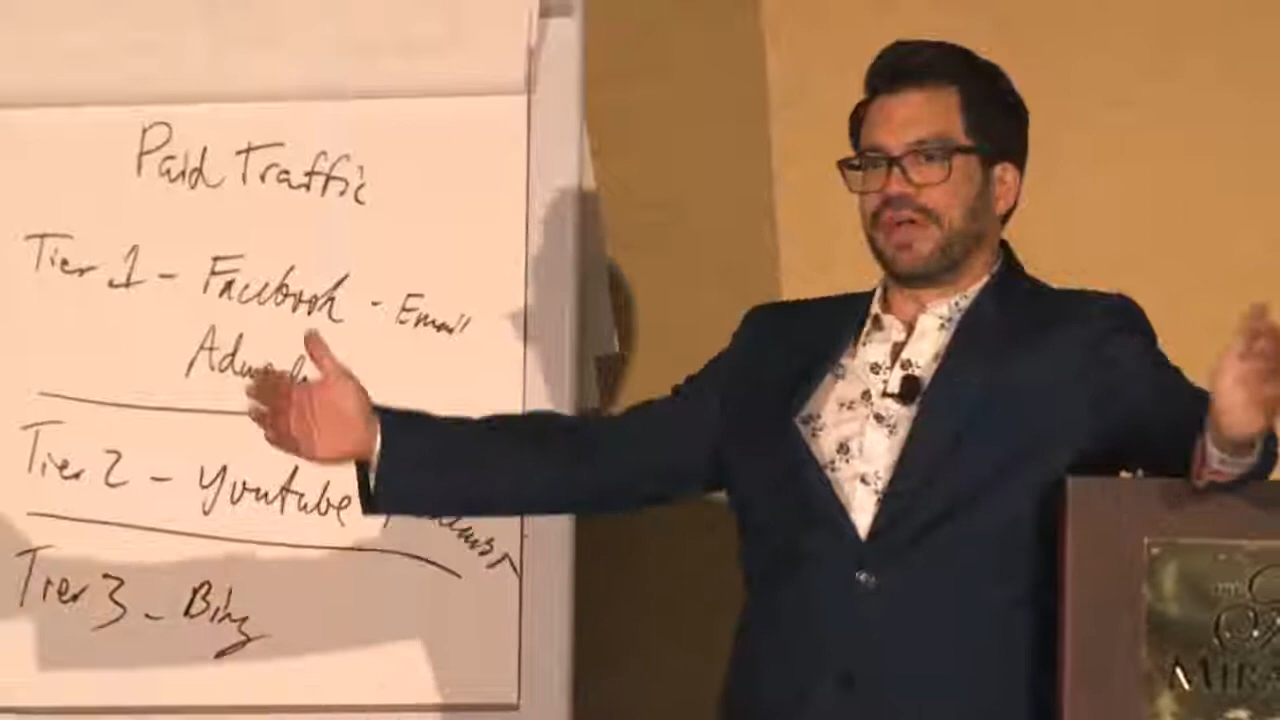 Paid Traffic
Tier 1 - Facebook - Email
Tier 2 - Youtube
Tier 3 - Bing